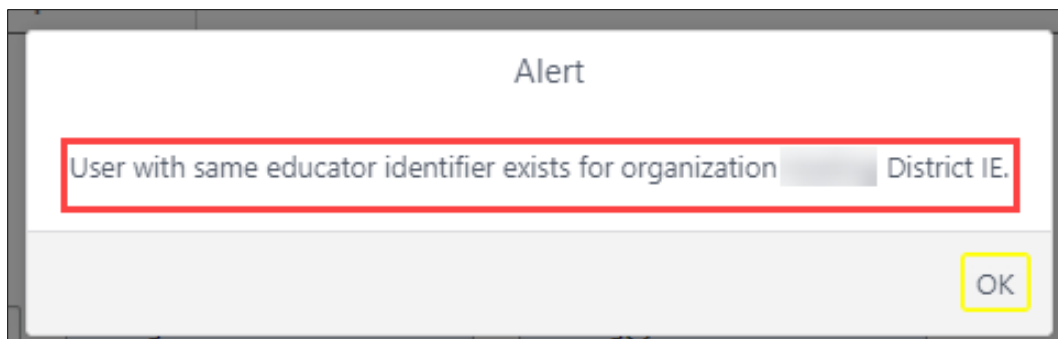 Alert
User with same educator identifier exists for organization District IE.
OK